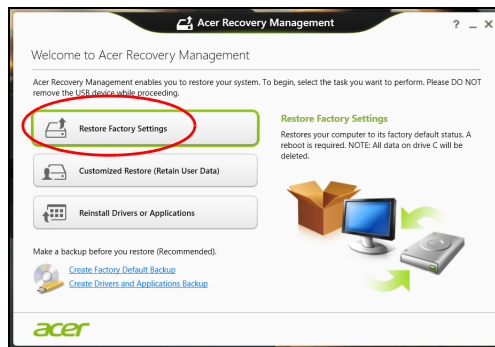 Acer Recovery Management
? _ X
Welcome to Acer Recovery Management
Acer Recovery Management enables you to restore your system. To begin, select the task you want to perform. Please DO NOT
remove the USB device while proceeding.
Restore Factory Settings
Customized Restore (Retain User Data)
Reinstall Drivers or Applications
Restore Factory Settings
Restores your computer to its factory default status. A
reboot is required. NOTE: All data on drive C will be
deleted.
Make a backup before you restore (Recommended).
Create Factory Default Backup
Create Drivers and Applications Backup
acer